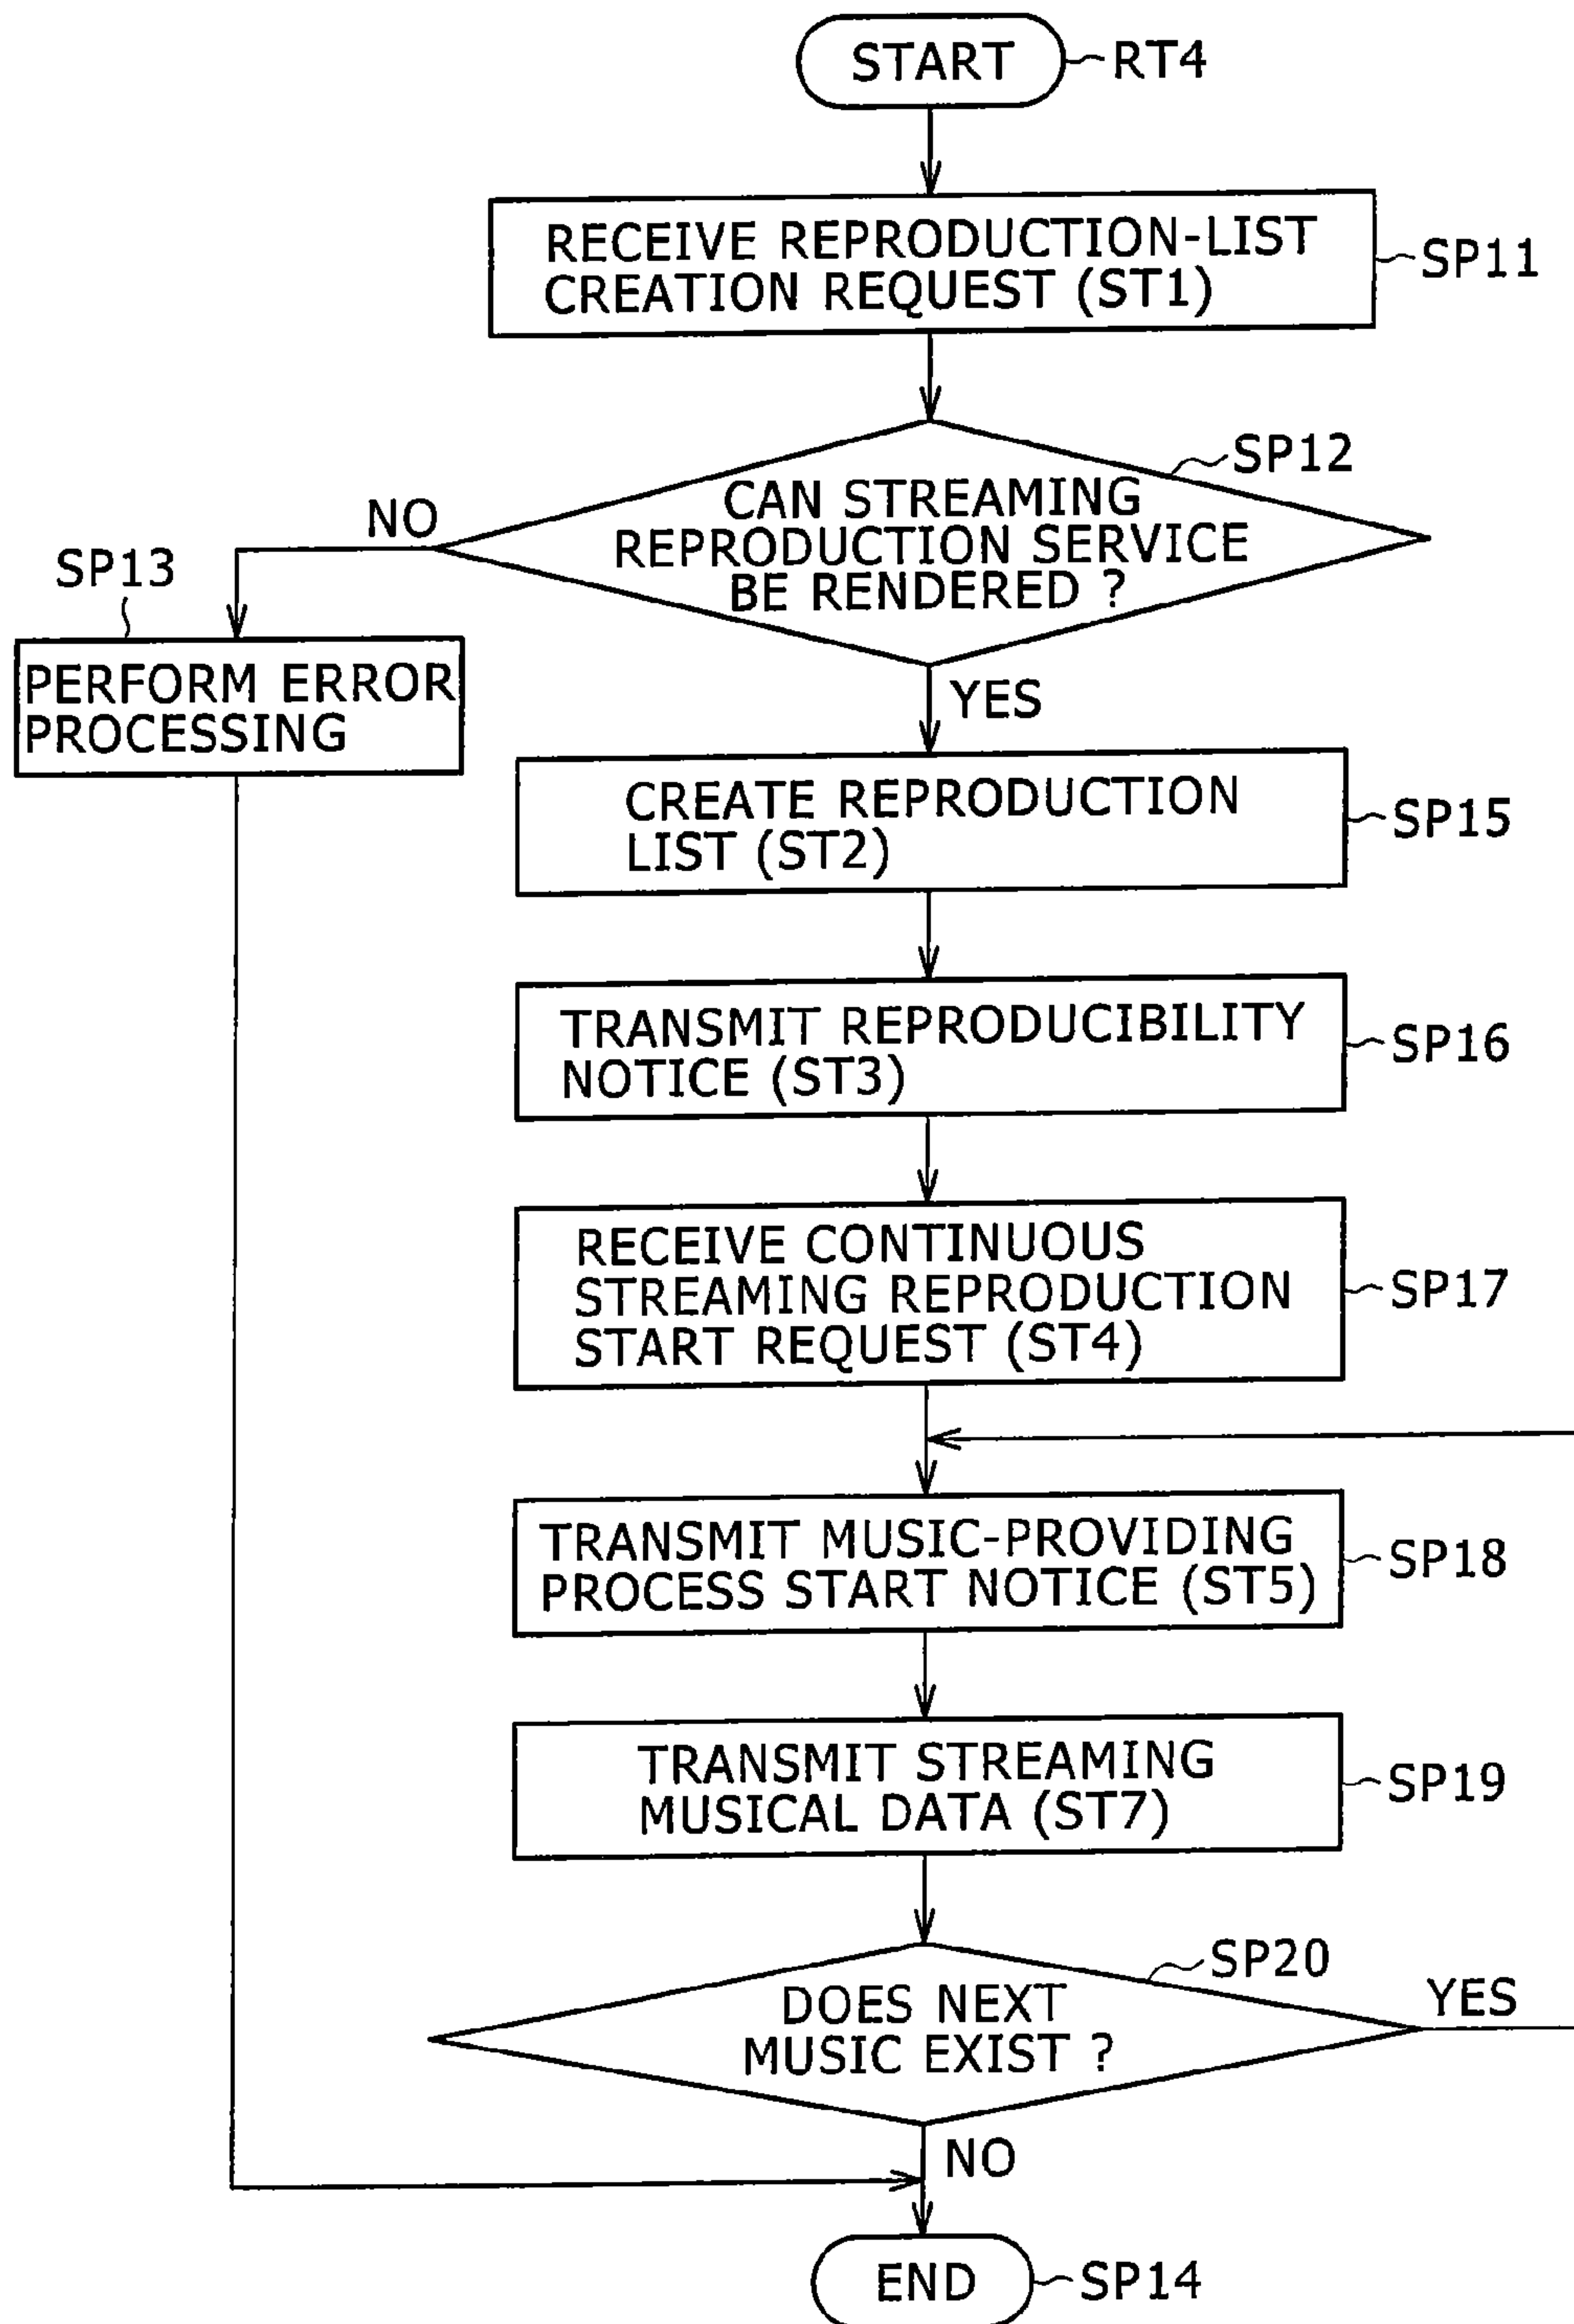 START
RT4
RECEIVE REPRODUCTION-LIST
CREATION REQUEST (ST1)
SP11
SP12
CAN STREAMING
REPRODUCTION SERVICE
BE RENDERED ?
NO
SP13
PERFORM ERROR
PROCESSING
YES
CREATE REPRODUCTION
LIST (ST2)
SP15
TRANSMIT REPRODUCIBILITY
NOTICE (ST3)
SP16
RECEIVE CONTINUOUS
STREAMING REPRODUCTION
START REQUEST (ST4)
SP17
TRANSMIT MUSIC-PROVIDING
PROCESS START NOTICE (ST5)
SP18
TRANSMIT STREAMING
MUSICAL DATA (ST7)
SP19
SP20
DOES NEXT
MUSIC EXIST ?
YES
NO
END
SP14